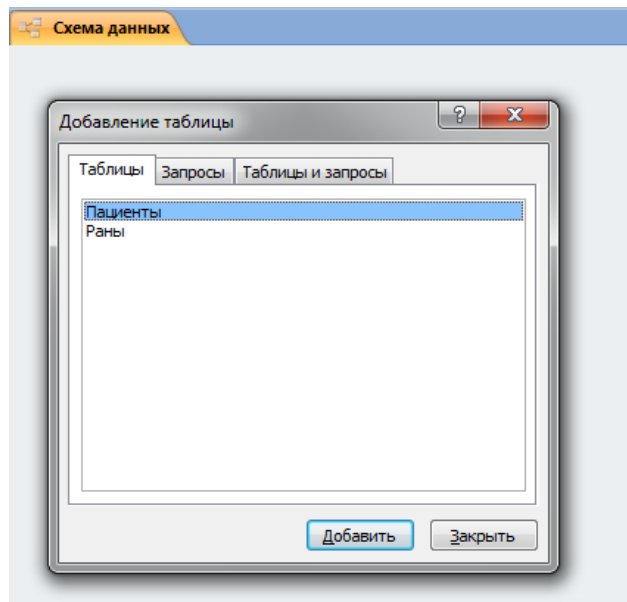 Схема данных
Добавление таблицы
?
Таблицы Запросы Таблицы и запросы
Пациенты
Раны
Добавить Закрыть